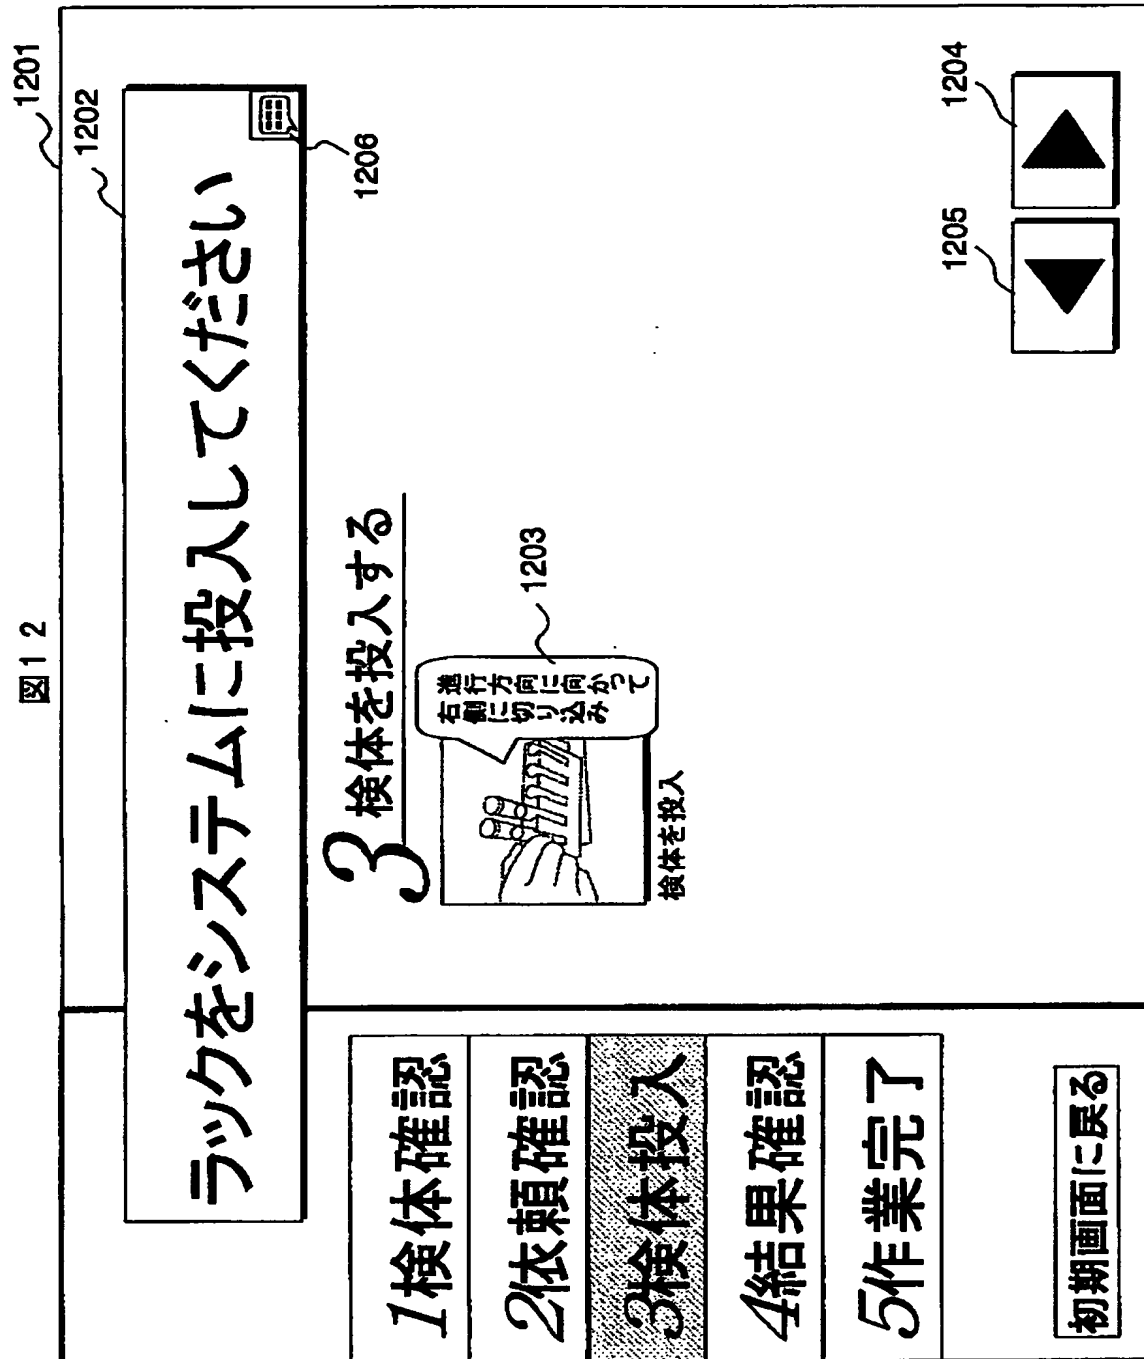 図12
1201
1202
ラックをシステムに投入してください
1206
1検体確認
2依頼確認
3検体投入
4結果確認
5作業完了
初期画面に戻る
3 検体を投入する
進行方向に向かって
右側に切り込み
1203
検体を投入
1205
1204